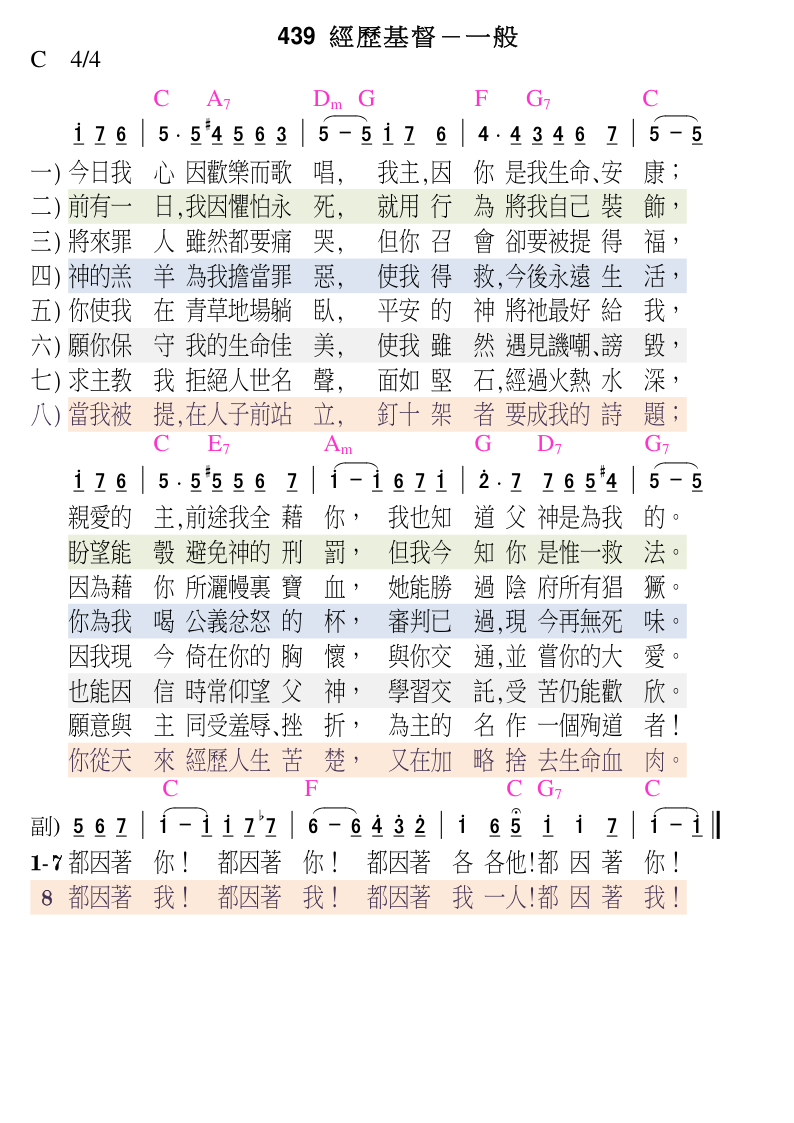 439 經歷基督－一般
C 4/4
C A7 Dm G F G7 C
1 7 6 | 5 . 5 #4 5 6 3 | 5 － 5 1 7 6 | 4 . 4 3 4 6 7 | 5 － 5
一) 今日我 心 因歡樂而歌 唱, 我主,因 你 是我生命、安 康；
二) 前有一 日,我因懼怕永 死, 就用 行 為 將我自己 裝 飾，
三) 將來罪 人 雖然都要痛 哭, 但你 召 會 卻要被提 得 福，
四) 神的羔 羊 為我擔當罪 惡, 使我 得 救,今後永遠 生 活，
五) 你使我 在 青草地場躺 臥, 平安 的 神 將祂最好 給 我，
六) 願你保 守 我的生命佳 美, 使我 雖 然 遇見譏嘲、謗 毀，
七) 求主教 我 拒絕人世名 聲, 面如 堅 石,經過火熱 水 深，
八) 當我被 提,在人子前站 立, 釘十 架 者 要成我的 詩 題；
C E7 Am G D7 G7
1 7 6 | 5 . 5 #5 5 6 7 | 1 － 1 6 7 1 | 2 . 7 7 6 5 #4 | 5 － 5
親愛的 主,前途我全 藉 你， 我也知 道 父 神是為我 的。
盼望能 彀 避免神的 刑 罰， 但我今 知 你 是惟一救 法。
因為藉 你 所灑幔裏 寶 血， 她能勝 過 陰 府所有猖 獗。
你為我 喝 公義忿怒 的 杯， 審判已 過,現 今再無死 味。
因我現 今 倚在你的 胸 懷， 與你交 通,並 嘗你的大 愛。
也能因 信 時常仰望 父 神， 學習交 託,受 苦仍能歡 欣。
願意與 主 同受羞辱、挫 折， 為主的 名 作 一個殉道 者！
你從天 來 經歷人生 苦 楚， 又在加 略 捨 去生命血 肉。
C F C G7 C
副) 5 6 7 | 1 － 1 1 7 ♭7 | 6 － 6 4 3 2 | 1 6 5 1 1 7 | 1 － 1
1-7 都因著 你！ 都因著 你！ 都因著 各 各他!都 因 著 你！
8 都因著 我！ 都因著 我！ 都因著 我 一人!都 因 著 我！